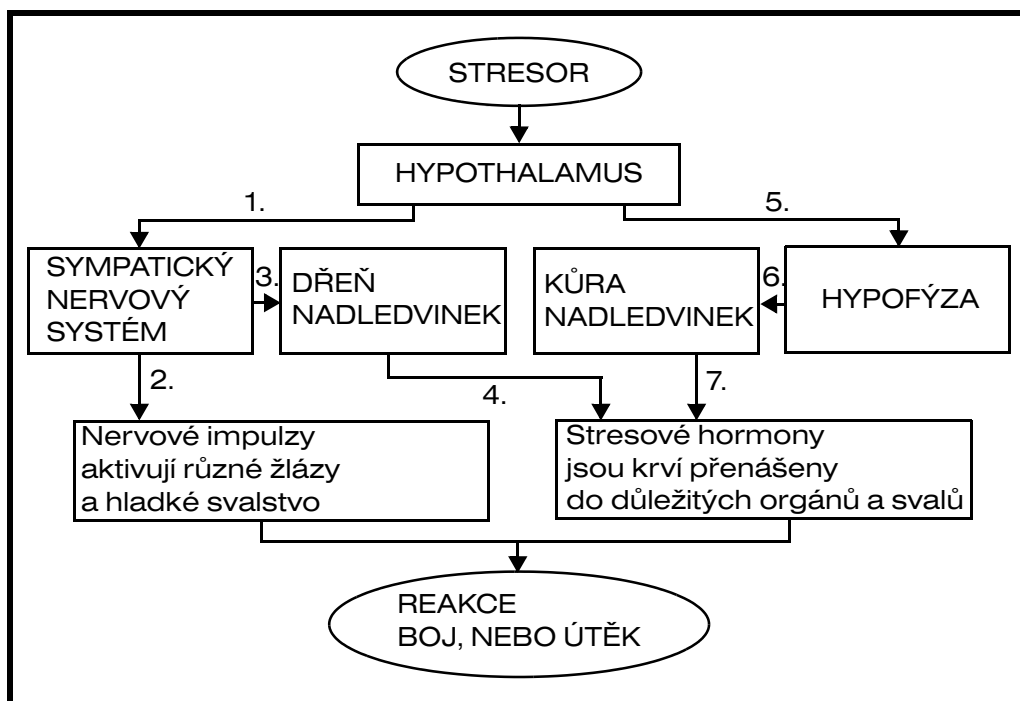 STRESOR
HYPOTHALAMUS
1.
5.
SYMPATICKÝ
NERVOVÝ
SYSTÉM
3.
DŘEŇ
NADLEDVINEK
KŮRA
NADLEDVINEK
6.
HYPOFÝZA
2.
4.
7.
Nervové impulzy
aktivují různé žlázy
a hladké svalstvo
Stresové hormony
jsou krví přenášeny
do důležitých orgánů a svalů
REAKCE
BOJ, NEBO ÚTĚK